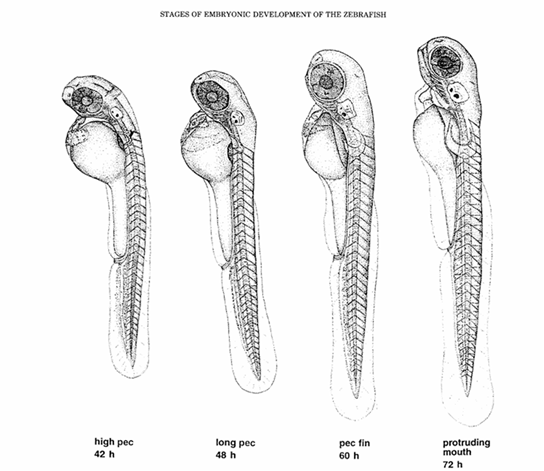 STAGES OF EMBRYONIC DEVELOPMENT OF THE ZEBRAFISH
high pec
42 h
long pec
48 h
pec fin
60 h
protruding
mouth
72 h